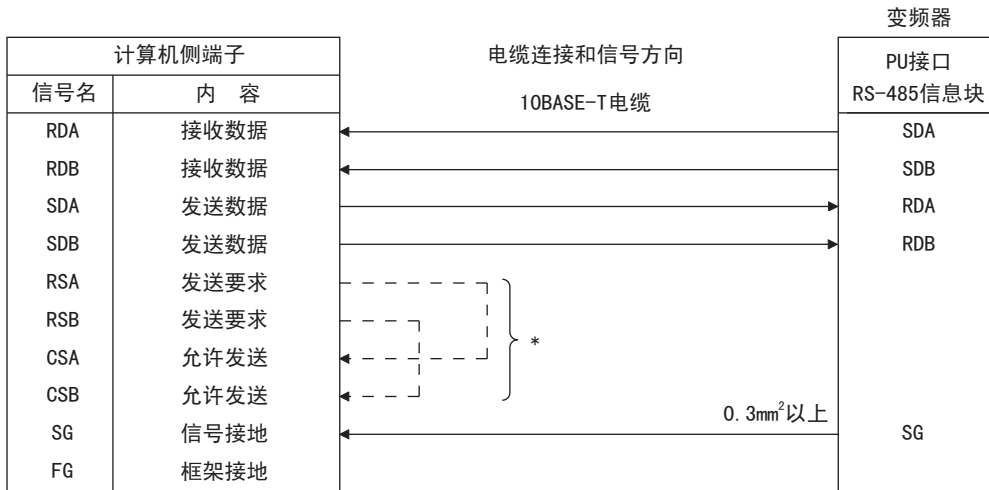 变频器
计算机侧端子 电缆连接和信号方向 PU接口
信号名 内 容 10BASE-T电缆 RS-485信息块
RDA 接收数据 SDA
RDB 接收数据 SDB
SDA 发送数据 RDA
SDB 发送数据 RDB
RSA 发送要求
RSB 发送要求
*
CSA 允许发送
CSB 允许发送
0.3mm²以上
SG 信号接地 SG
FG 框架接地